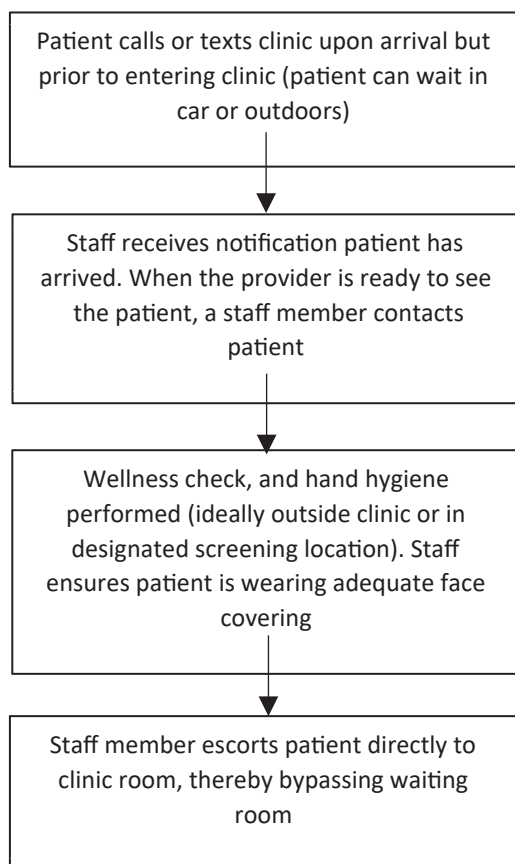 Patient calls or texts clinic upon arrival but
prior to entering clinic (patient can wait in
car or outdoors)
Staff receives notification patient has
arrived. When the provider is ready to see
the patient, a staff member contacts
patient
Wellness check, and hand hygiene
performed (ideally outside clinic or in
designated screening location). Staff
ensures patient is wearing adequate face
covering
Staff member escorts patient directly to
clinic room, thereby bypassing waiting
room